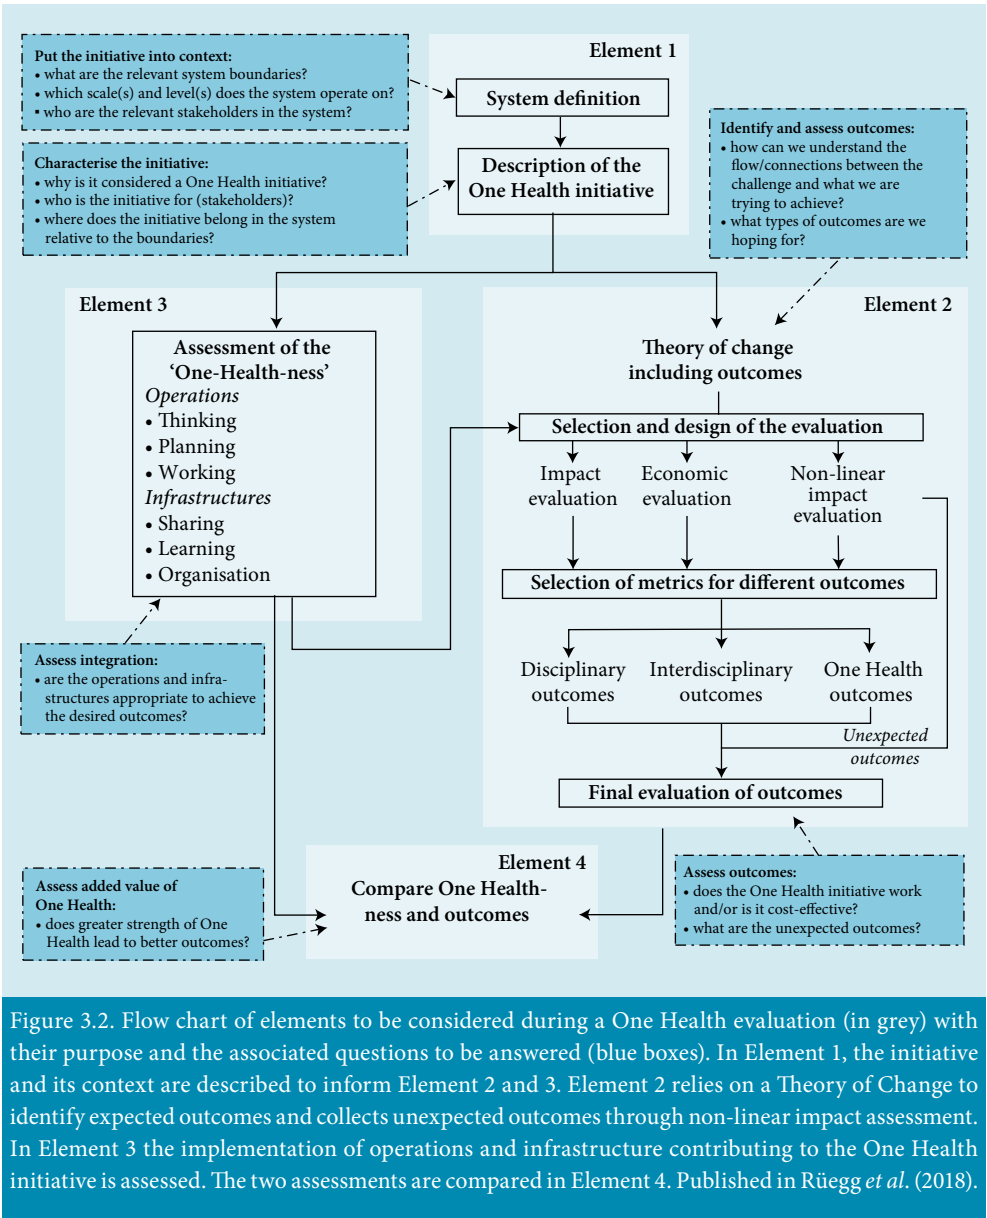 Put the initiative into context:
• what are the relevant system boundaries?
• which scale(s) and level(s) does the system operate on?
▪ who are the relevant stakeholders in the system?
Element 1
System definition
Characterise the initiative:
• why is it considered a One Health initiative?
• who is the initiative for (stakeholders)?
• where does the initiative belong in the system
relative to the boundaries?
Description of the
One Health initiative
Identify and assess outcomes:
• how can we understand the
flow/connections between the
challenge and what we are
trying to achieve?
• what types of outcomes are we
hoping for?
Element 3
Assessment of the
‘One-Health-ness’
Operations
• Thinking
• Planning
• Working
Infrastructures
• Sharing
• Learning
• Organisation
Assess integration:
• are the operations and infra-
structures appropriate to achieve
the desired outcomes?
Element 2
Theory of change
including outcomes
Selection and design of the evaluation
Impact
evaluation
Economic
evaluation
Non-linear
impact
evaluation
Selection of metrics for different outcomes
Disciplinary
outcomes
Interdisciplinary
outcomes
One Health
outcomes
Unexpected
outcomes
Final evaluation of outcomes
Assess added value of
One Health:
• does greater strength of One
Health lead to better outcomes?
Element 4
Compare One Health-
ness and outcomes
Assess outcomes:
• does the One Health initiative work
and/or is it cost-effective?
• what are the unexpected outcomes?
Figure 3.2. Flow chart of elements to be considered during a One Health evaluation (in grey) with
their purpose and the associated questions to be answered (blue boxes). In Element 1, the initiative
and its context are described to inform Element 2 and 3. Element 2 relies on a Theory of Change to
identify expected outcomes and collects unexpected outcomes through non-linear impact assessment.
In Element 3 the implementation of operations and infrastructure contributing to the One Health
initiative is assessed. The two assessments are compared in Element 4. Published in Rüegg et al. (2018).